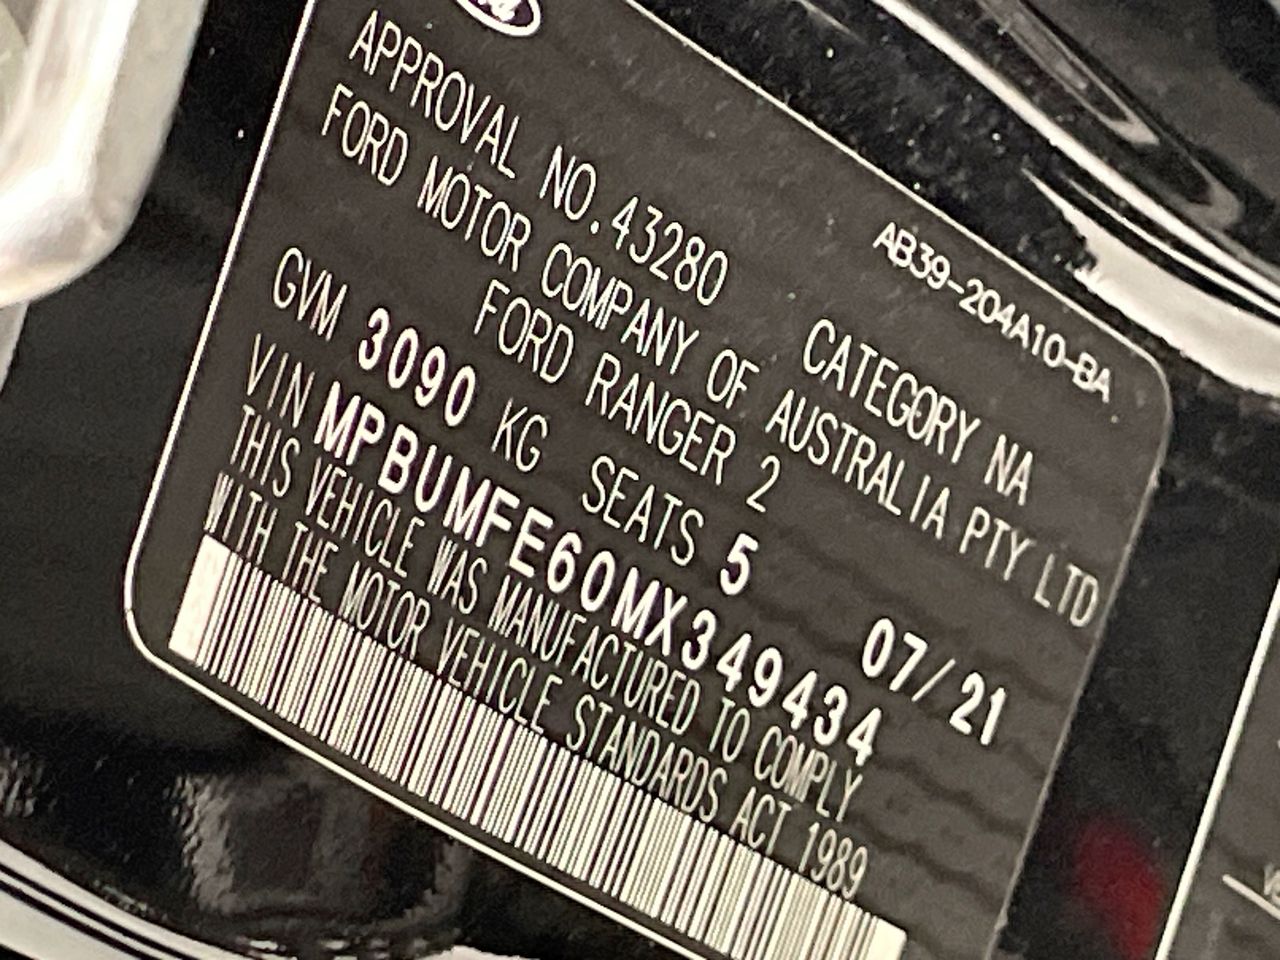 Ford
AB39-204A10-BA
APPROVAL NO.43280 CATEGORY NA
FORD MOTOR COMPANY OF AUSTRALIA PTY LTD
FORD RANGER 2
GVM 3090 KG SEATS 5 07/21
VIN MPBUMFE60MX349434
THIS VEHICLE WAS MANUFACTURED TO COMPLY
WITH THE MOTOR VEHICLE STANDARDS ACT 1989